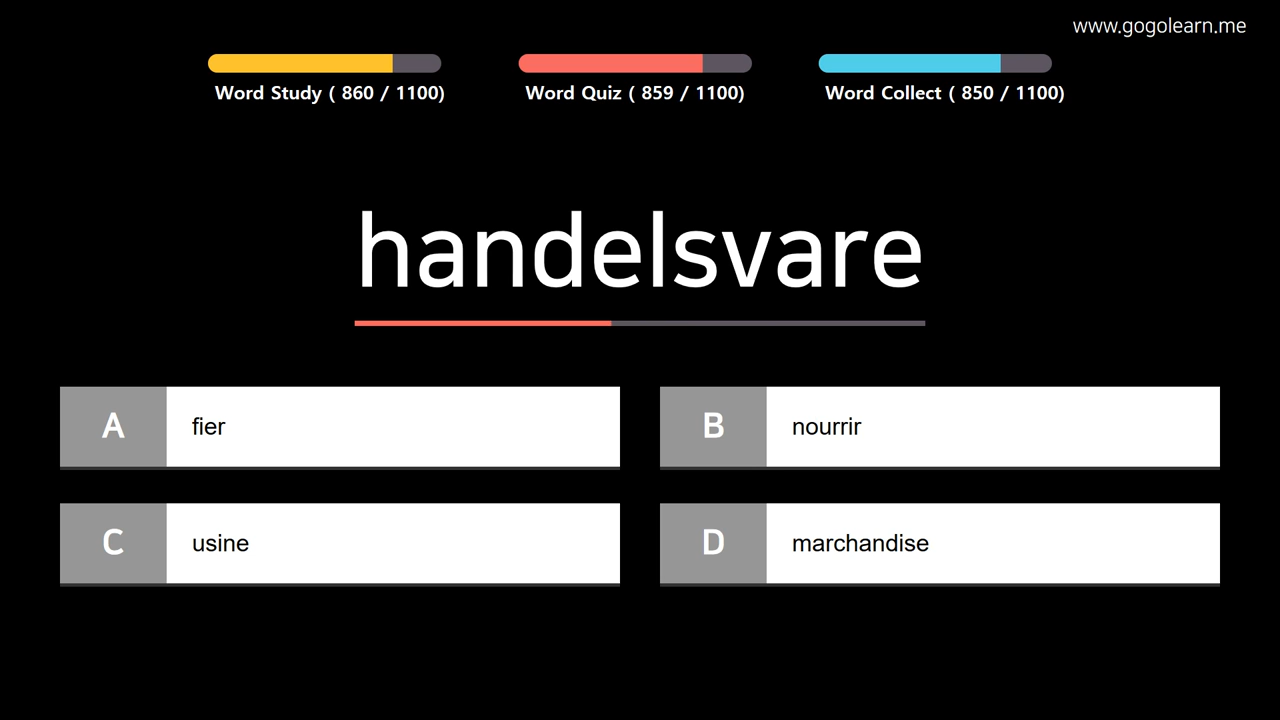 www.gogolearn.me
Word Study ( 860 / 1100)
Word Quiz ( 859 / 1100)
Word Collect ( 850 / 1100)
handelsvare
A fier
B nourrir
C usine
D marchandise